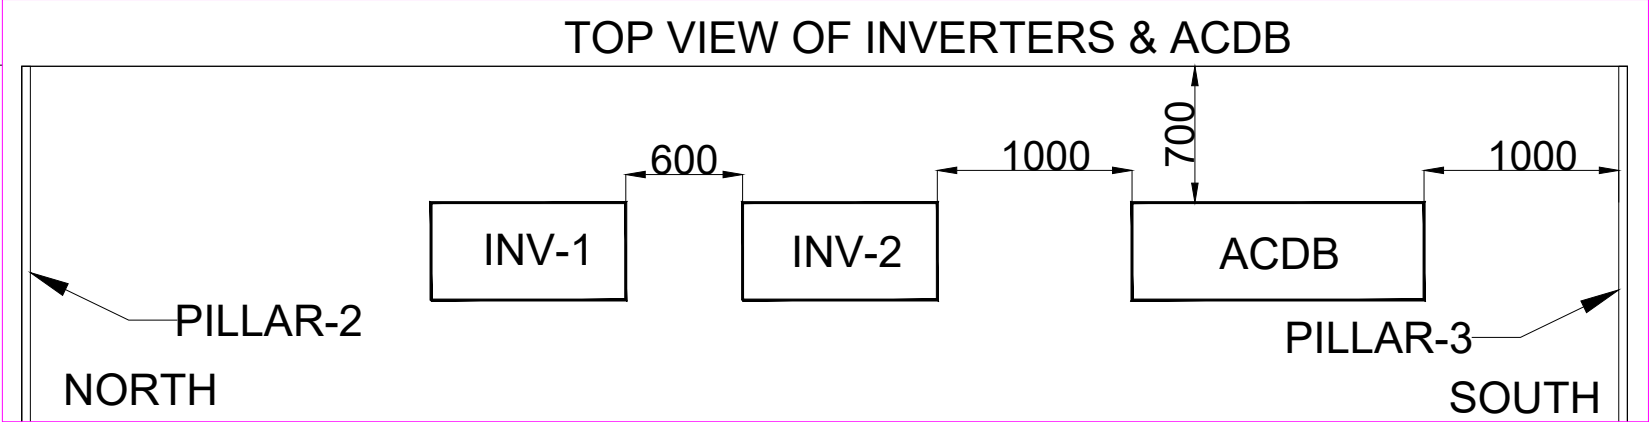 TOP VIEW OF INVERTERS & ACDB
700
600
1000
1000
INV-1
INV-2
ACDB
PILLAR-2
PILLAR-3
NORTH
SOUTH